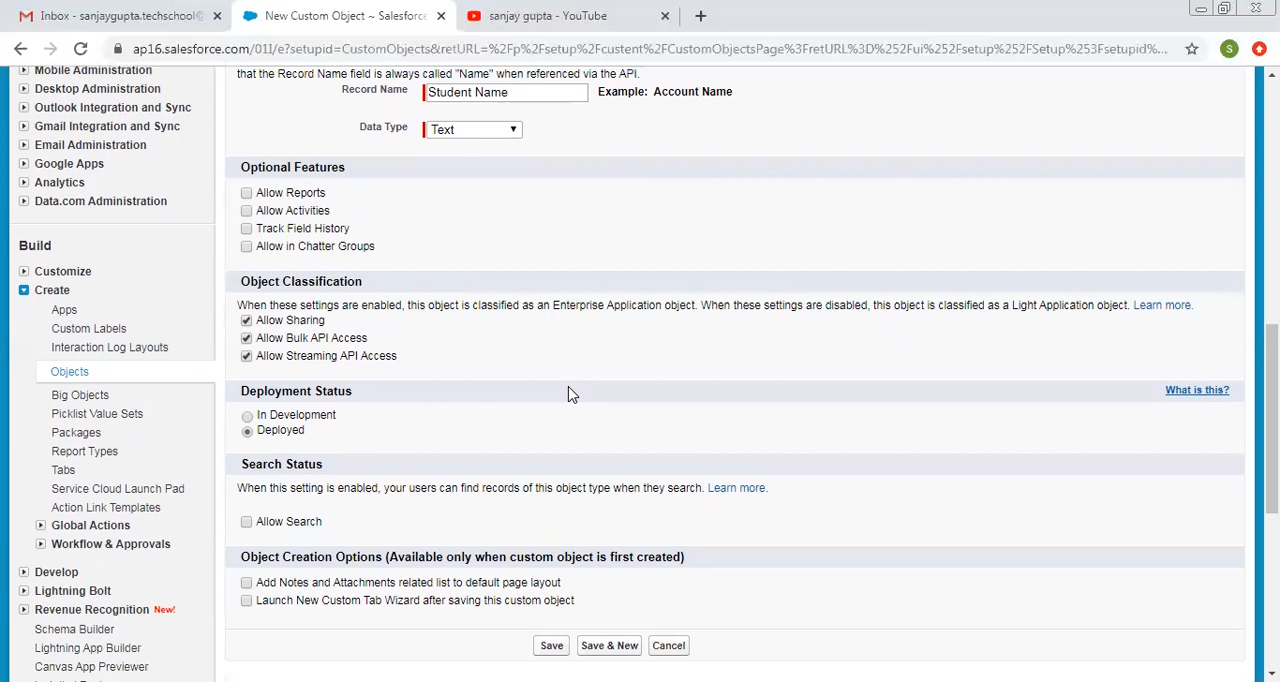 Inbox - sanjaygupta.techschool@
New Custom Object ~ Salesforce
sanjay gupta - YouTube
ap16.salesforce.com/011/e?setupid=CustomObjects&retURL=%2Fp%2Fsetup%2Fcustent%2FCustomObjectsPage%3FretURL%3D%252Fui%252Fsetup%252FSetup%253Fsetupid%...
S
Mobile Administration
Desktop Administration
Outlook Integration and Sync
Gmail Integration and Sync
Email Administration
Google Apps
Analytics
Data.com Administration
Build
Customize
Create
Apps
Custom Labels
Interaction Log Layouts
Objects
Big Objects
Picklist Value Sets
Packages
Report Types
Tabs
Service Cloud Launch Pad
Action Link Templates
Global Actions
Workflow & Approvals
Develop
Lightning Bolt
Revenue Recognition New!
Schema Builder
Lightning App Builder
Canvas App Previewer
that the Record Name field is always called "Name" when referenced via the API.
Record Name Student Name Example: Account Name
Data Type Text
Optional Features
Allow Reports
Allow Activities
Track Field History
Allow in Chatter Groups
Object Classification
When these settings are enabled, this object is classified as an Enterprise Application object. When these settings are disabled, this object is classified as a Light Application object. Learn more.
Allow Sharing
Allow Bulk API Access
Allow Streaming API Access
Deployment Status What is this?
In Development
Deployed
Search Status
When this setting is enabled, your users can find records of this object type when they search. Learn more.
Allow Search
Object Creation Options (Available only when custom object is first created)
Add Notes and Attachments related list to default page layout
Launch New Custom Tab Wizard after saving this custom object
Save Save & New Cancel